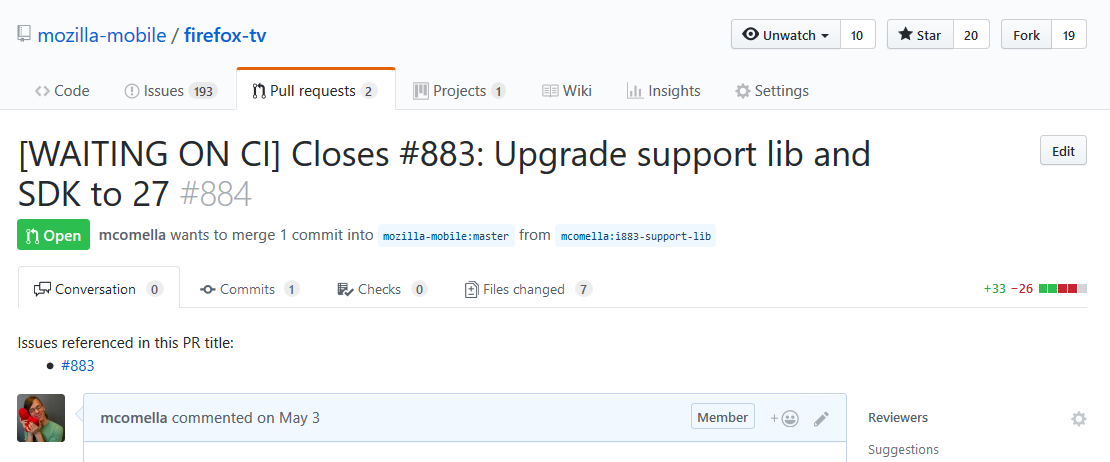 mozilla-mobile / firefox-tv Unwatch 10 Star 20 Fork 19
Code Issues 193 Pull requests 2 Projects 1 Wiki Insights Settings
[WAITING ON CI] Closes #883: Upgrade support lib and Edit
SDK to 27 #884
Open mcomella wants to merge 1 commit into mozilla-mobile:master from mcomella:i883-support-lib
Conversation 0 Commits 1 Checks 0 Files changed 7 +33 −26
Issues referenced in this PR title:
• #883
mcomella commented on May 3 Member + Reviewers
Suggestions